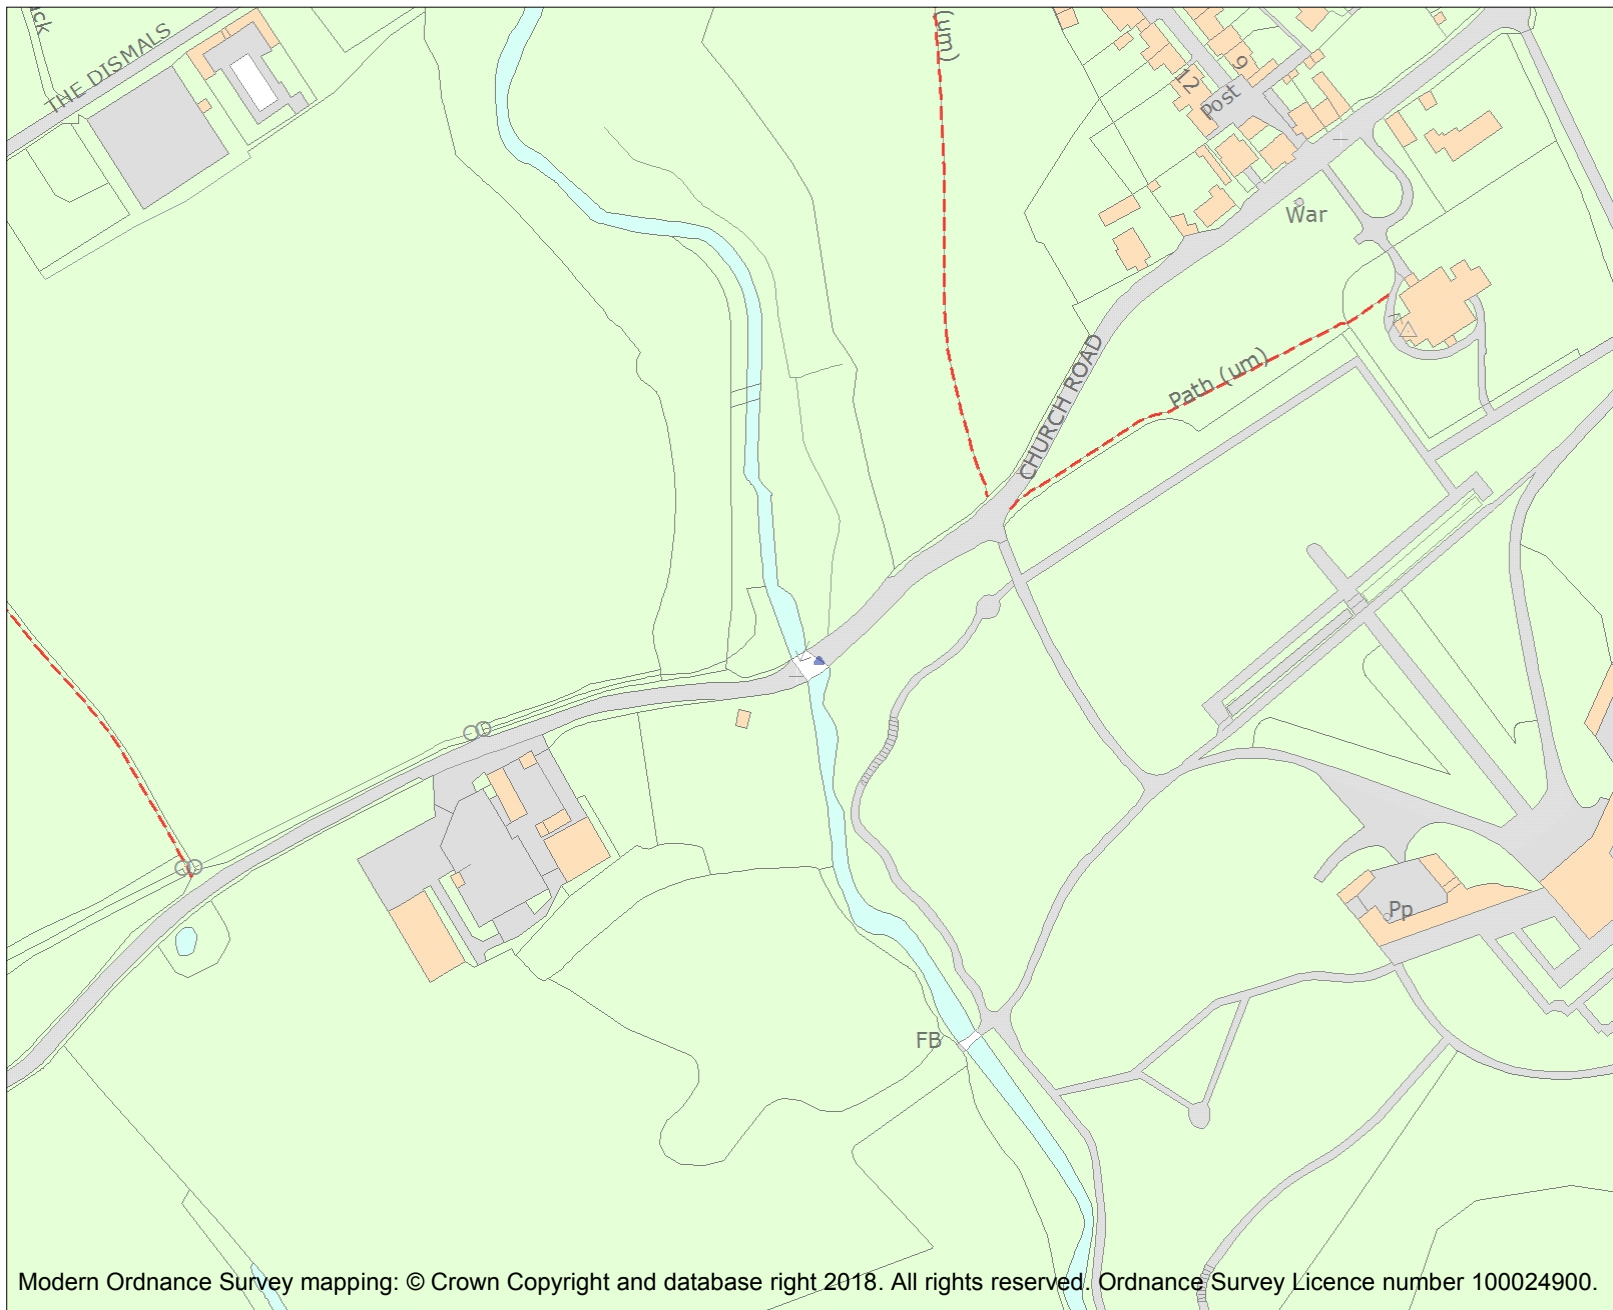 ck
THE DISMALS
(um)
12
9
Post
War
CHURCH ROAD
Path (um)
Pp
FB
Modern Ordnance Survey mapping: © Crown Copyright and database right 2018. All rights reserved. Ordnance Survey Licence number 100024900.